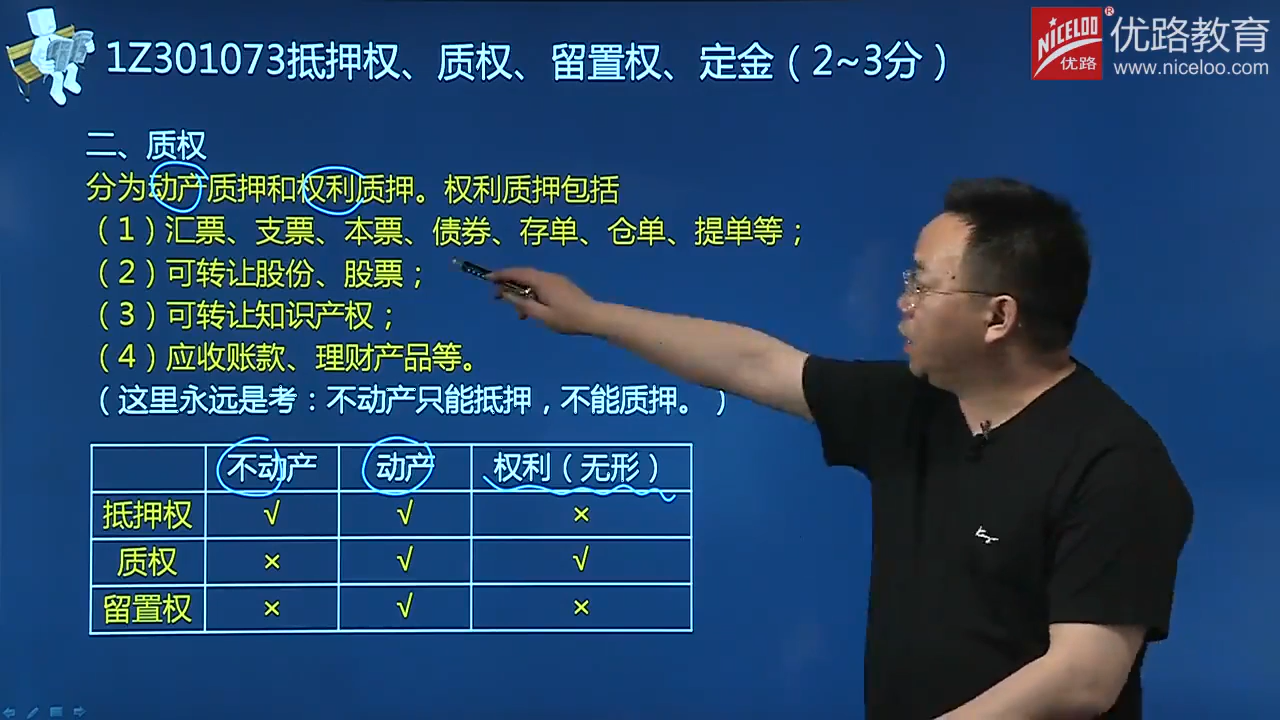 1Z301073抵押权、质权、留置权、定金（2~3分）
NICELOO
优路
®
优路教育
www.niceloo.com
二、质权
分为动产质押和权利质押。权利质押包括
（1）汇票、支票、本票、债券、存单、仓单、提单等；
（2）可转让股份、股票；
（3）可转让知识产权；
（4）应收账款、理财产品等。
（这里永远是考：不动产只能抵押，不能质押。）
不动产 动产 权利（无形）
抵押权 √ √ ×
质权 × √ √
留置权 × √ ×